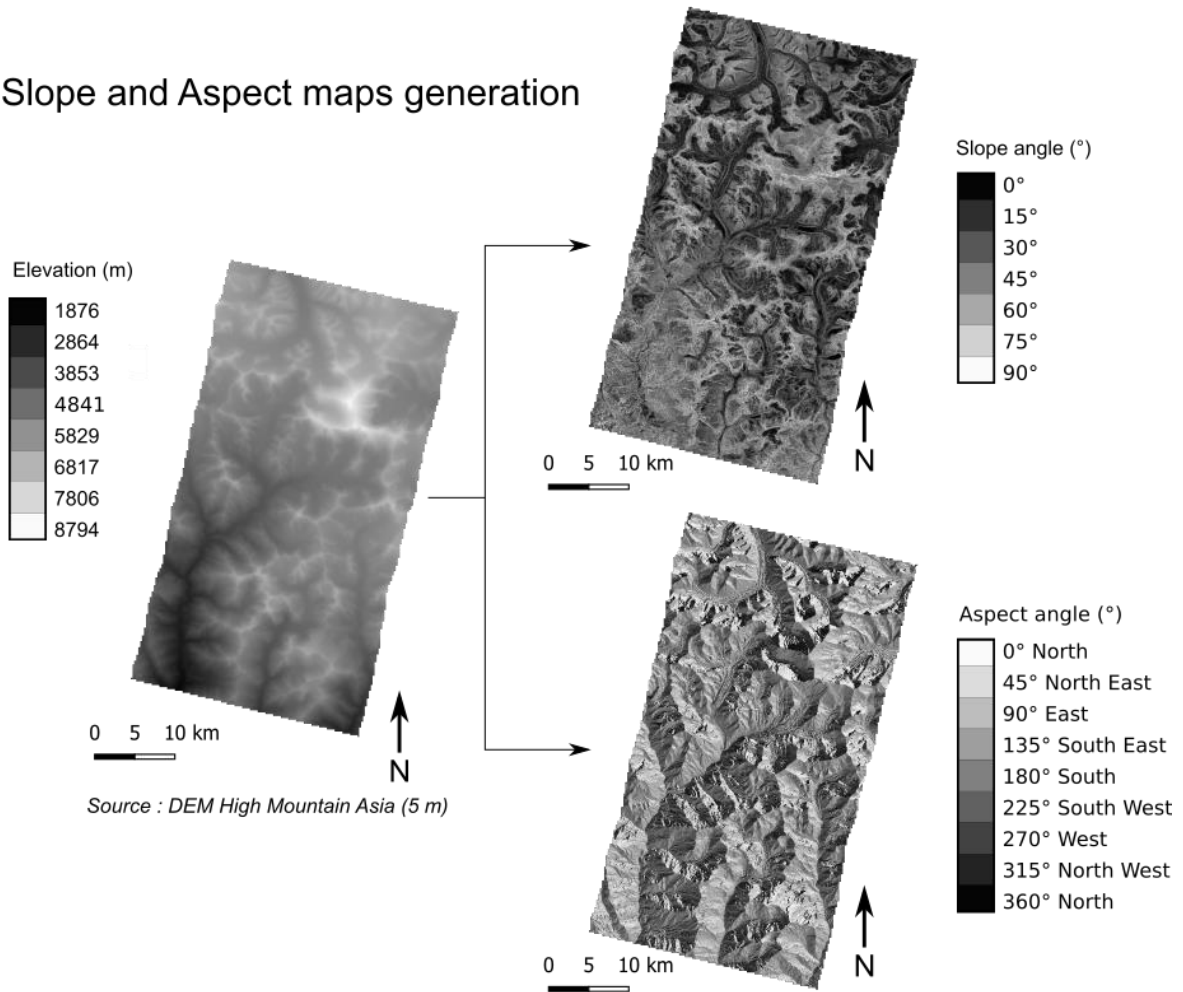 Slope and Aspect maps generation
Elevation (m)
1876
2864
3853
4841
5829
6817
7806
8794
0 5 10 km
N
Source : DEM High Mountain Asia (5 m)
Slope angle (°)
0°
15°
30°
45°
60°
75°
90°
0 5 10 km
N
Aspect angle (°)
0° North
45° North East
90° East
135° South East
180° South
225° South West
270° West
315° North West
360° North
0 5 10 km
N